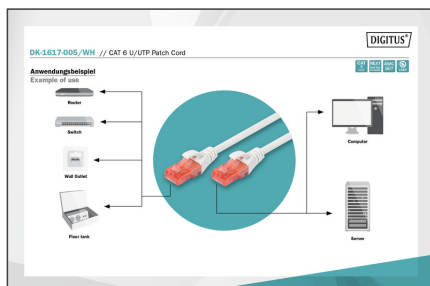 DIGITUS®
DK-1617-005/WH // CAT 6 U/UTP Patch Cord
Anwendungsbeispiel
Example of use
CAT
Router
Switch
Wall Outlet
Floor tank
Computer
Server